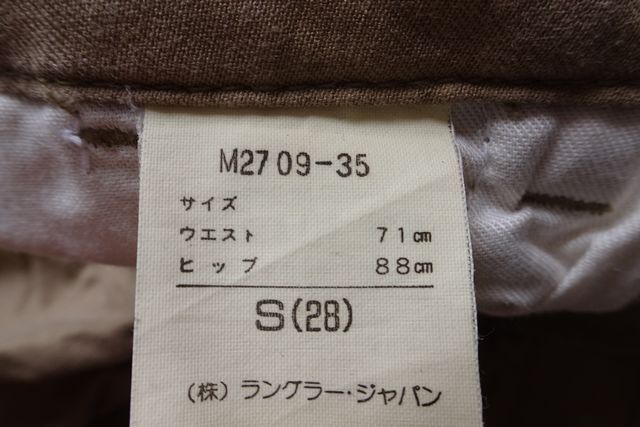 M2709-35
サイズ
ウエスト 71cm
ヒップ 88cm
S(28)
(株) ラングラー・ジャパン